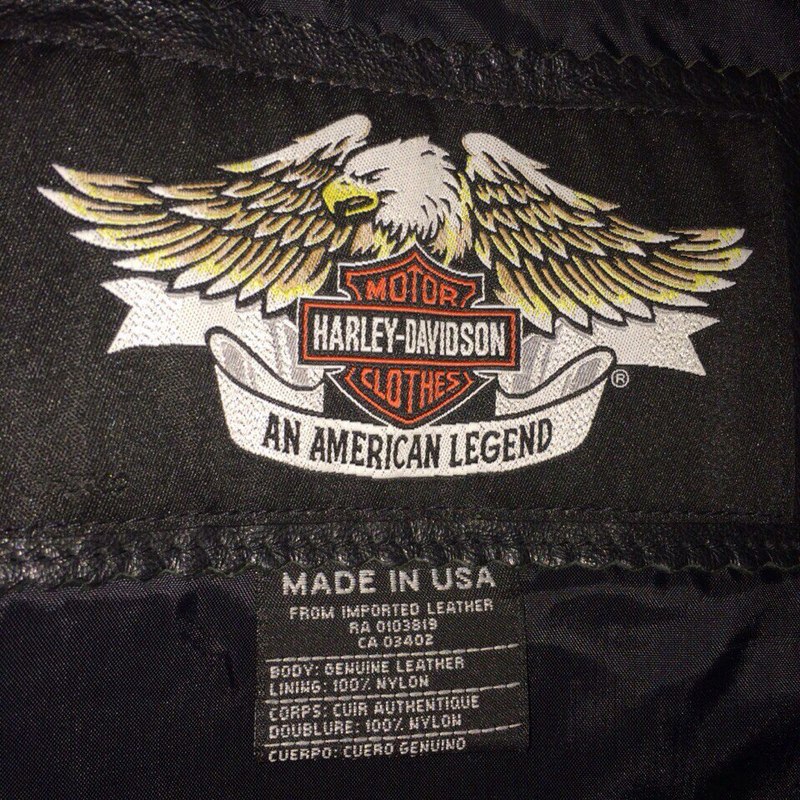 MOTOR
HARLEY-DAVIDSON
CLOTHES
®
AN AMERICAN LEGEND
MADE IN USA
FROM IMPORTED LEATHER
RA 0103819
CA 03402
BODY: GENUINE LEATHER
LINING: 100% NYLON
CORPS: CUIR AUTHENTIQUE
DOUBLURE: 100% NYLON
CUERPO: CUERO GENUINO